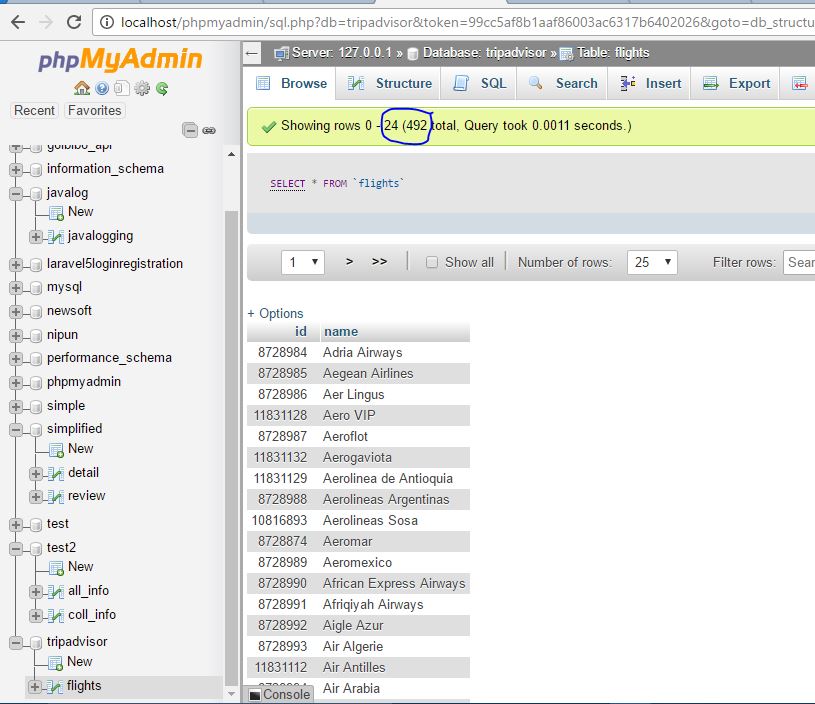 localhost/phpmyadmin/sql.php?db=tripadvisor&token=99cc5af8b1aaf86003ac6317b6402026&goto=db_structu
phpMyAdmin
Recent Favorites
goibibo_api
information_schema
javalog
New
javalogging
laravel5loginregistration
mysql
newsoft
nipun
performance_schema
phpmyadmin
simple
simplified
New
detail
review
test
test2
New
all_info
coll_info
tripadvisor
New
flights
Server: 127.0.0.1 » Database: tripadvisor » Table: flights
Browse Structure SQL Search Insert Export
Showing rows 0 - 24 (492 total, Query took 0.0011 seconds.)
SELECT * FROM `flights`
1 > >> Show all Number of rows: 25 Filter rows: Sear
+ Options
id name
8728984 Adria Airways
8728985 Aegean Airlines
8728986 Aer Lingus
11831128 Aero VIP
8728987 Aeroflot
11831132 Aerogaviota
11831129 Aerolinea de Antioquia
8728988 Aerolineas Argentinas
10816893 Aerolineas Sosa
8728874 Aeromar
8728989 Aeromexico
8728990 African Express Airways
8728991 Afriqiyah Airways
8728992 Aigle Azur
8728993 Air Algerie
11831112 Air Antilles
Air Arabia
Console